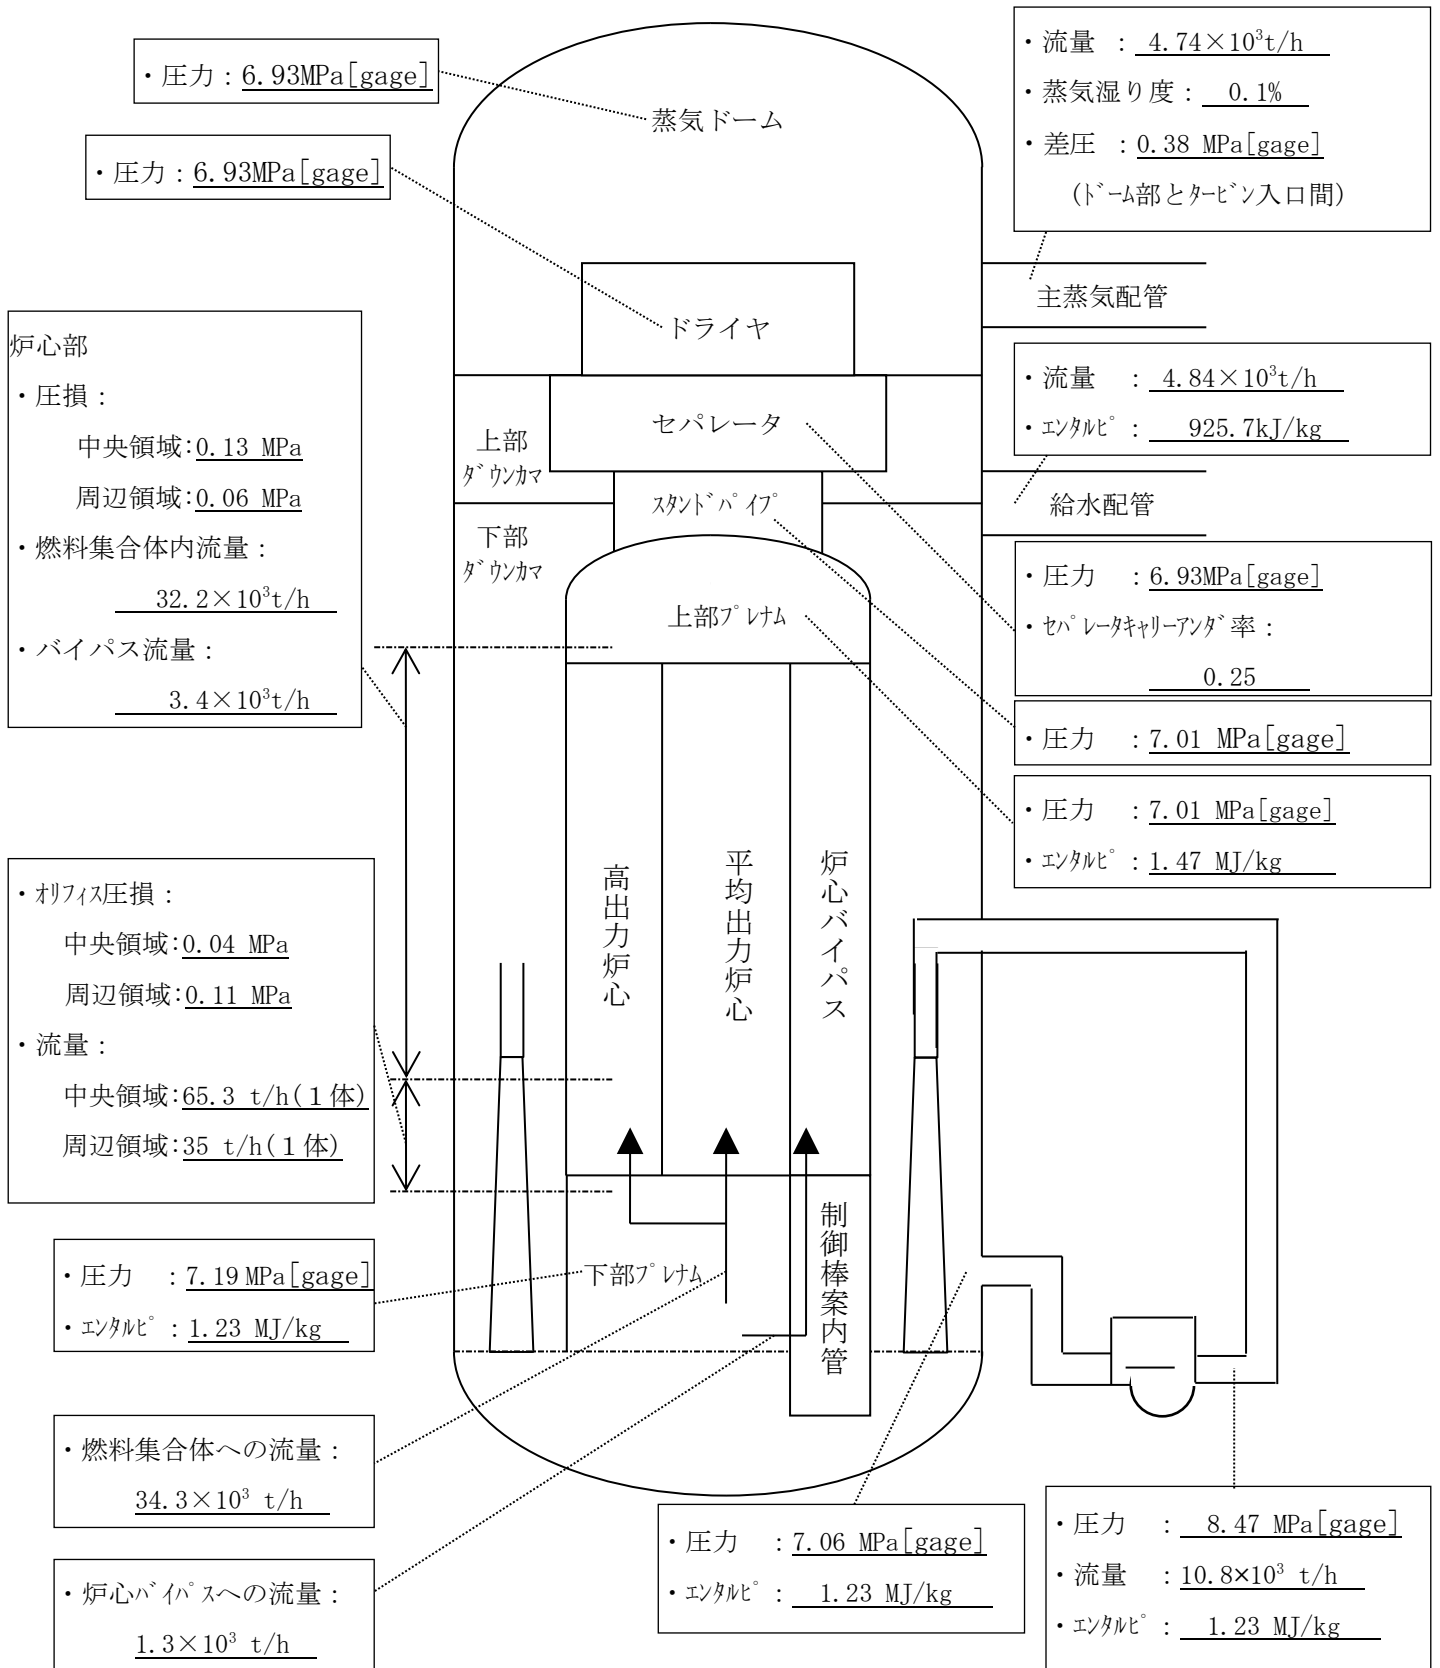 ・圧力：6.93MPa[gage]
・圧力：6.93MPa[gage]
・流量 ：4.74×10³t/h
・蒸気湿り度：0.1%
・差圧 ：0.38 MPa[gage]
(ﾄﾞｰﾑ部とﾀｰﾋﾞﾝ入口間)
蒸気ドーム
主蒸気配管
ドライヤ
炉心部
・圧損：
中央領域:0.13 MPa
周辺領域:0.06 MPa
・燃料集合体内流量：
32.2×10³t/h
・バイパス流量：
3.4×10³t/h
・流量 ：4.84×10³t/h
・ｴﾝﾀﾙﾋﾟ：925.7kJ/kg
セパレータ
上部
ﾀﾞｳﾝｶﾏ
ｽﾀﾝﾄﾞﾊﾟｲﾌﾟ
給水配管
下部
ﾀﾞｳﾝｶﾏ
・圧力 ：6.93MPa[gage]
・ｾﾊﾟﾚｰﾀｷｬﾘｰｱﾝﾀﾞ率：
0.25
上部ﾌﾟﾚﾅﾑ
・圧力 ：7.01 MPa[gage]
・圧力 ：7.01 MPa[gage]
・ｴﾝﾀﾙﾋﾟ：1.47 MJ/kg
高出力炉心
平均出力炉心
炉心バイパス
・ｵﾘﾌｨｽ圧損：
中央領域:0.04 MPa
周辺領域:0.11 MPa
・流量：
中央領域:65.3 t/h(１体)
周辺領域:35 t/h(１体)
制御棒案内管
・圧力 ：7.19 MPa[gage]
・ｴﾝﾀﾙﾋﾟ：1.23 MJ/kg
下部ﾌﾟﾚﾅﾑ
・燃料集合体への流量：
34.3×10³ t/h
・炉心ﾊﾞｲﾊﾟｽへの流量：
1.3×10³ t/h
・圧力 ：7.06 MPa[gage]
・ｴﾝﾀﾙﾋﾟ：1.23 MJ/kg
・圧力 ：8.47 MPa[gage]
・流量 ：10.8×10³ t/h
・ｴﾝﾀﾙﾋﾟ：1.23 MJ/kg